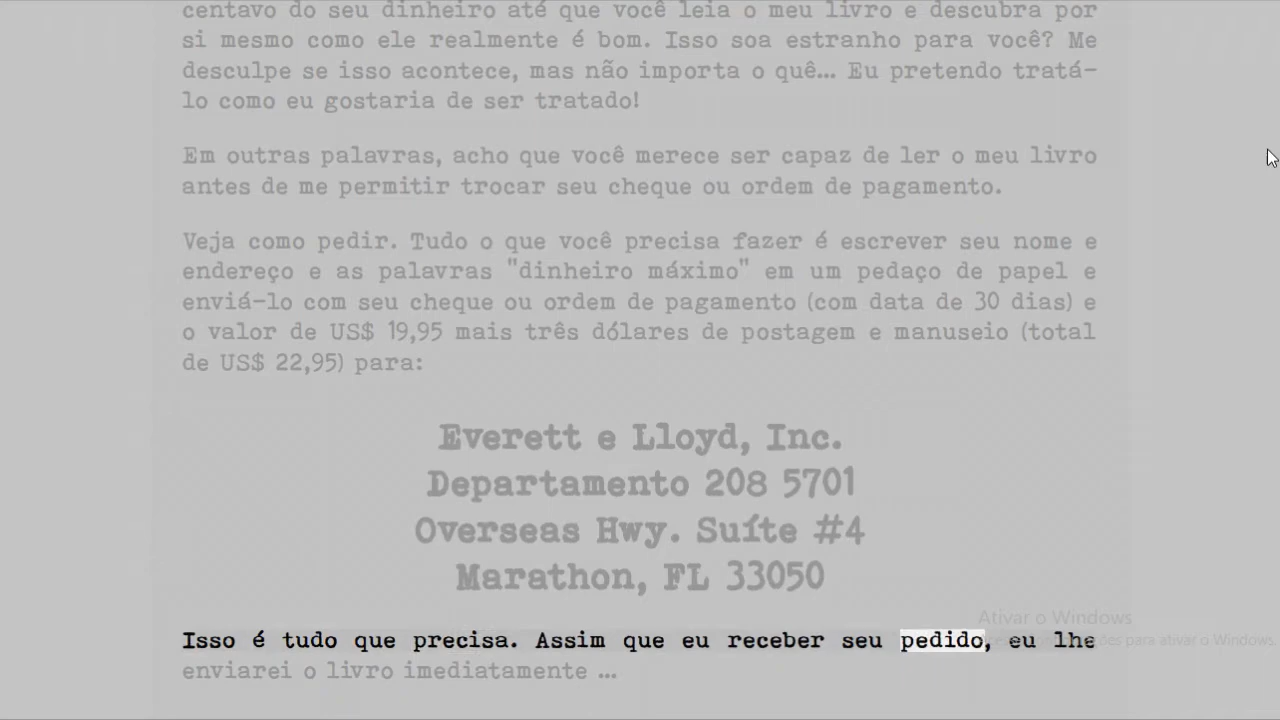 centavo do seu dinheiro até que você leia o meu livro e descubra por
si mesmo como ele realmente é bom. Isso soa estranho para você? Me
desculpe se isso acontece, mas não importa o quê... Eu pretendo tratá-
lo como eu gostaria de ser tratado!
Em outras palavras, acho que você merece ser capaz de ler o meu livro
antes de me permitir trocar seu cheque ou ordem de pagamento.
Veja como pedir. Tudo o que você precisa fazer é escrever seu nome e
endereço e as palavras "dinheiro máximo" em um pedaço de papel e
enviá-lo com seu cheque ou ordem de pagamento (com data de 30 dias) e
o valor de US$ 19,95 mais três dólares de postagem e manuseio (total
de US$ 22,95) para:
Everett e Lloyd, Inc.
Departamento 208 5701
Overseas Hwy. Suíte #4
Marathon, FL 33050
Ativar o Windows
Isso é tudo que precisa. Assim que eu receber seu pedido, eu lhe
para ativar o Windows.
enviarei o livro imediatamente ...